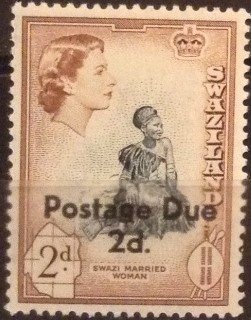 SWAZILAND
Postage Due
2d.
2d.
SWAZI MARRIED
WOMAN